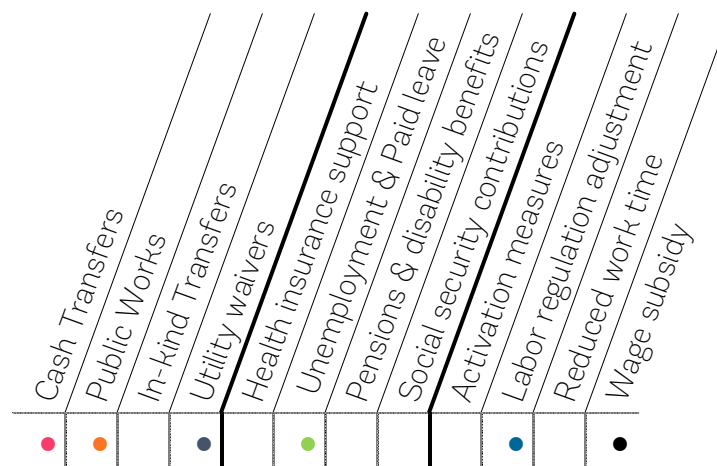 Cash Transfers
Public Works
In-kind Transfers
Utility waivers
Health insurance support
Unemployment & Paid leave
Pensions & disability benefits
Social security contributions
Activation measures
Labor regulation adjustment
Reduced work time
Wage subsidy